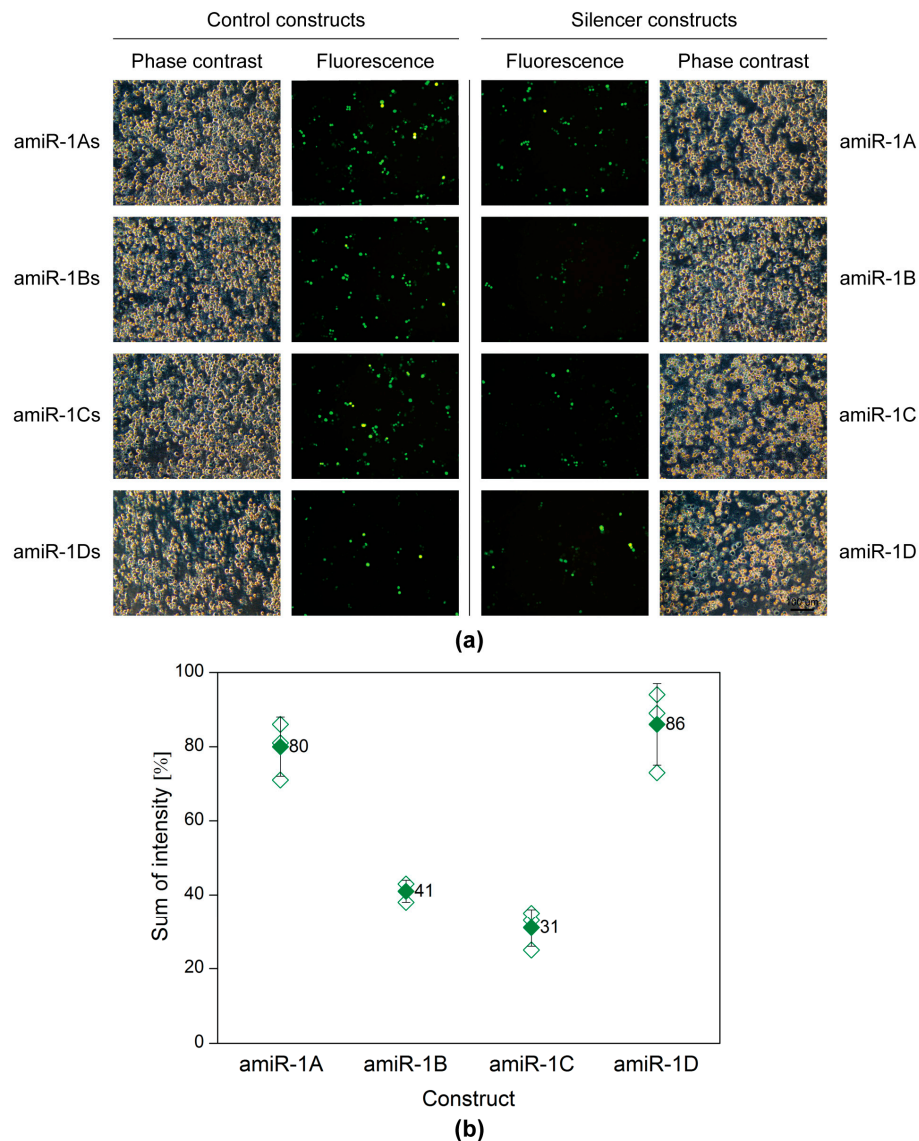 Control constructs
Silencer constructs
Phase contrast
Fluorescence
Fluorescence
Phase contrast
amiR-1As
amiR-1A
amiR-1Bs
amiR-1B
amiR-1Cs
amiR-1C
amiR-1Ds
amiR-1D
(a)
100
80
60
40
20
0
Sum of intensity [%]
80
41
31
86
amiR-1A
amiR-1B
amiR-1C
amiR-1D
Construct
(b)